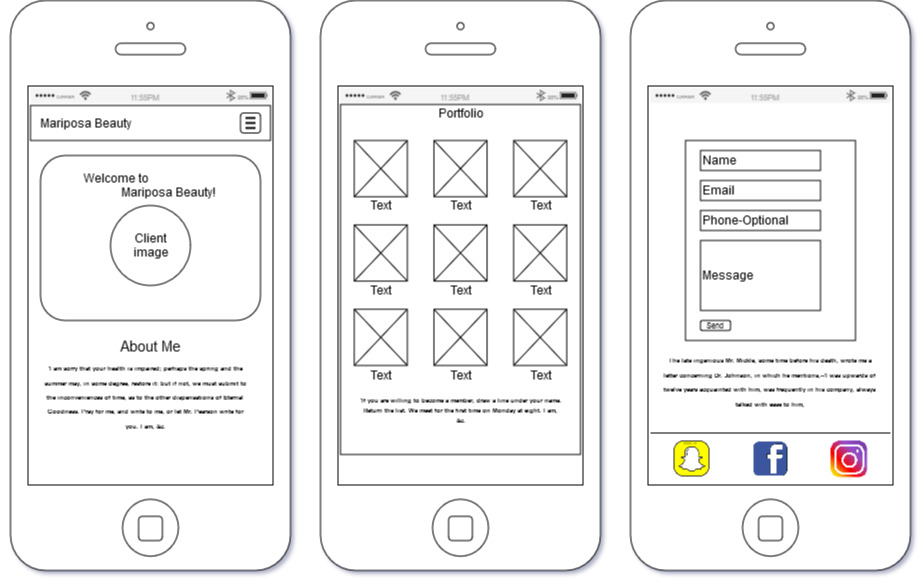 11:55PM
Mariposa Beauty
Welcome to
Mariposa Beauty!
Client
image
About Me
I am sorry that your health is impaired; perhaps the spring and the
summer may, in some degree, restore it: but if not, we must submit to
the inconveniences of time, as to the other dispensations of Eternal
Goodness. Pray for me, and write to me, or let Mr. Pearson write for
you. I am, &c.
11:55PM
Portfolio
Text Text Text
Text Text Text
Text Text Text
'If you are willing to become a member, draw a line under your name.
Return the list. We meet for the first time on Monday at eight. I am,
&c.
11:55PM
Name
Email
Phone-Optional
Message
Send
The late ingenious Mr. Mickle, some time before his death, wrote me a
letter concerning Dr. Johnson, in which he mentions,--'I was upwards of
twelve years acquainted with him, was frequently in his company, always
talked with ease to him,